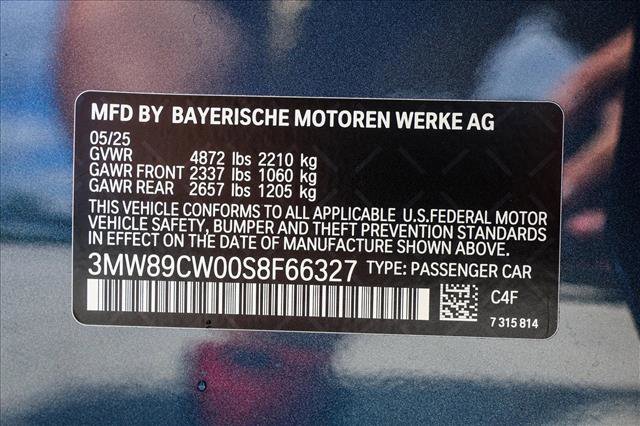 MFD BY BAYERISCHE MOTOREN WERKE AG
05/25
GVWR 4872 lbs 2210 kg
GAWR FRONT 2337 lbs 1060 kg
GAWR REAR 2657 lbs 1205 kg
THIS VEHICLE CONFORMS TO ALL APPLICABLE U.S.FEDERAL MOTOR
VEHICLE SAFETY, BUMPER AND THEFT PREVENTION STANDARDS
IN EFFECT ON THE DATE OF MANUFACTURE SHOWN ABOVE.
3MW89CW00S8F66327 TYPE: PASSENGER CAR
C4F
7 315 814